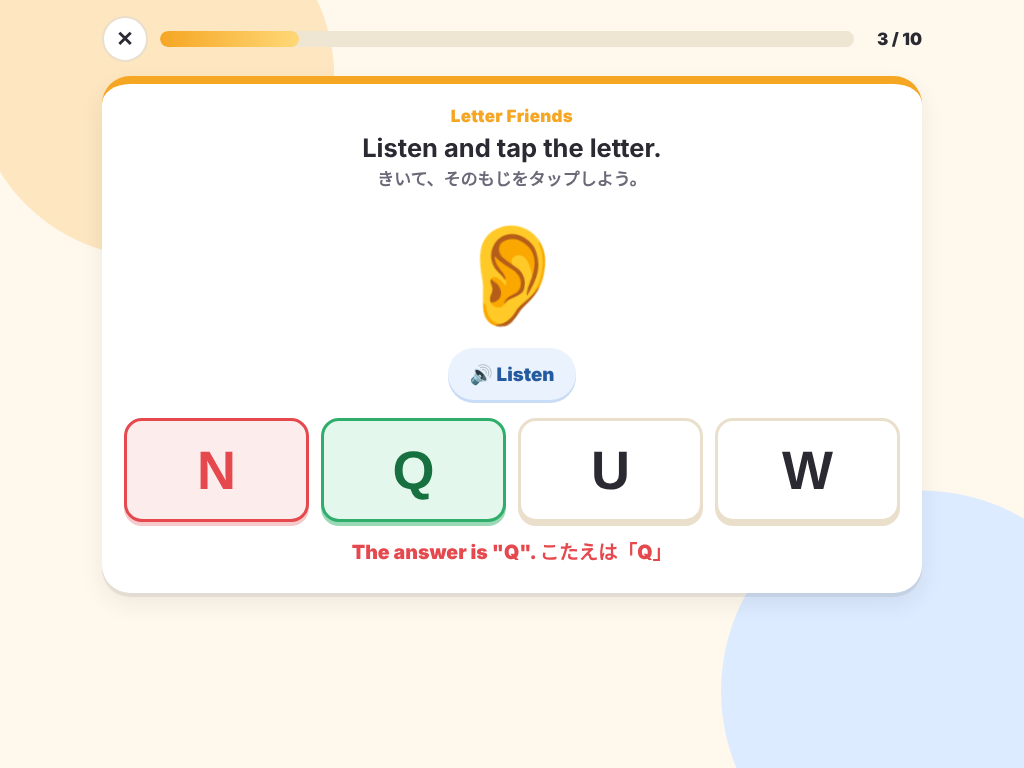 ✕
3 / 10
Letter Friends
Listen and tap the letter.
きいて、そのもじをタップしよう。
🔊 Listen
N
Q
U
W
The answer is "Q". こたえは「Q」